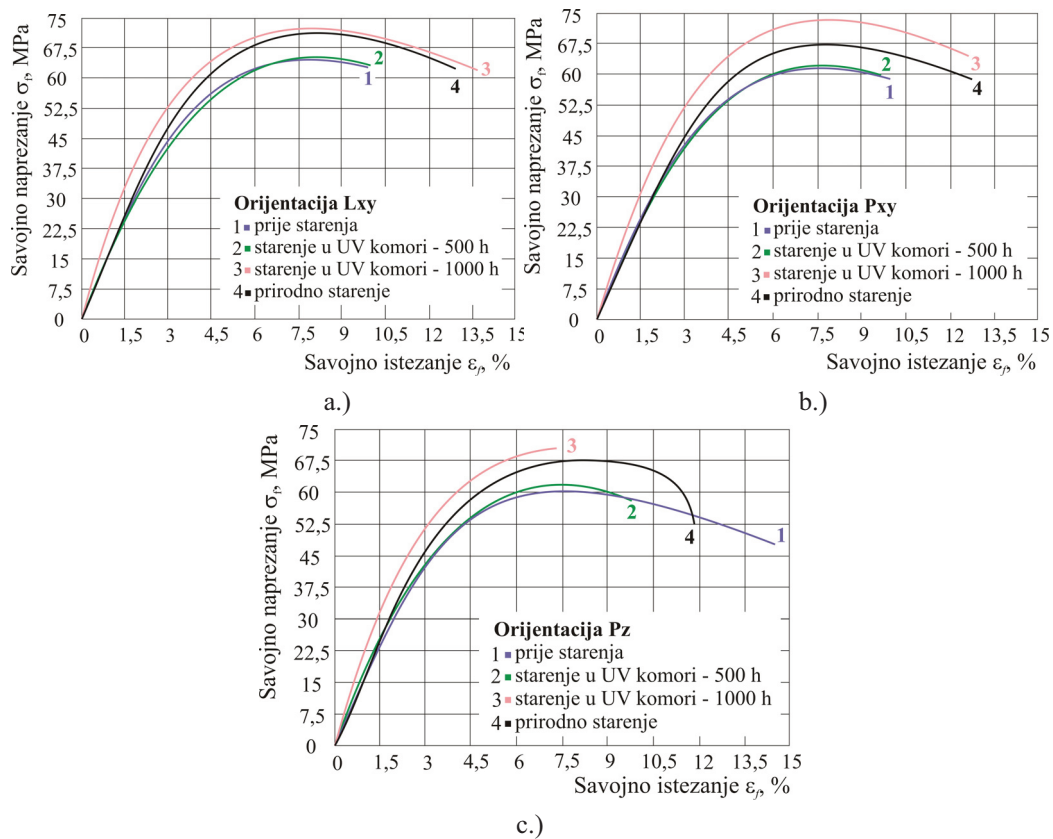 75
67,5
60
52,5
45
37,5
30
22,5
15
7,5
0
Savojno naprezanje σf, MPa
2
1
3
4
Orijentacija Lxy
1 prije starenja
2 starenje u UV komori - 500 h
3 starenje u UV komori - 1000 h
4 prirodno starenje
0 1,5 3 4,5 6 7,5 9 10,5 12 13,5 15
Savojno istezanje εf, %
a.)
75
67,5
60
52,5
45
37,5
30
22,5
15
7,5
0
Savojno naprezanje σf, MPa
3
2
1
4
Orijentacija Pxy
1 prije starenja
2 starenje u UV komori - 500 h
3 starenje u UV komori - 1000 h
4 prirodno starenje
0 1,5 3 4,5 6 7,5 9 10,5 12 13,5 15
Savojno istezanje εf, %
b.)
75
67,5
60
52,5
45
37,5
30
22,5
15
7,5
0
Savojno naprezanje σf, MPa
3
2
4
1
Orijentacija Pz
1 prije starenja
2 starenje u UV komori - 500 h
3 starenje u UV komori - 1000 h
4 prirodno starenje
0 1,5 3 4,5 6 7,5 9 10,5 12 13,5 15
Savojno istezanje εf, %
c.)